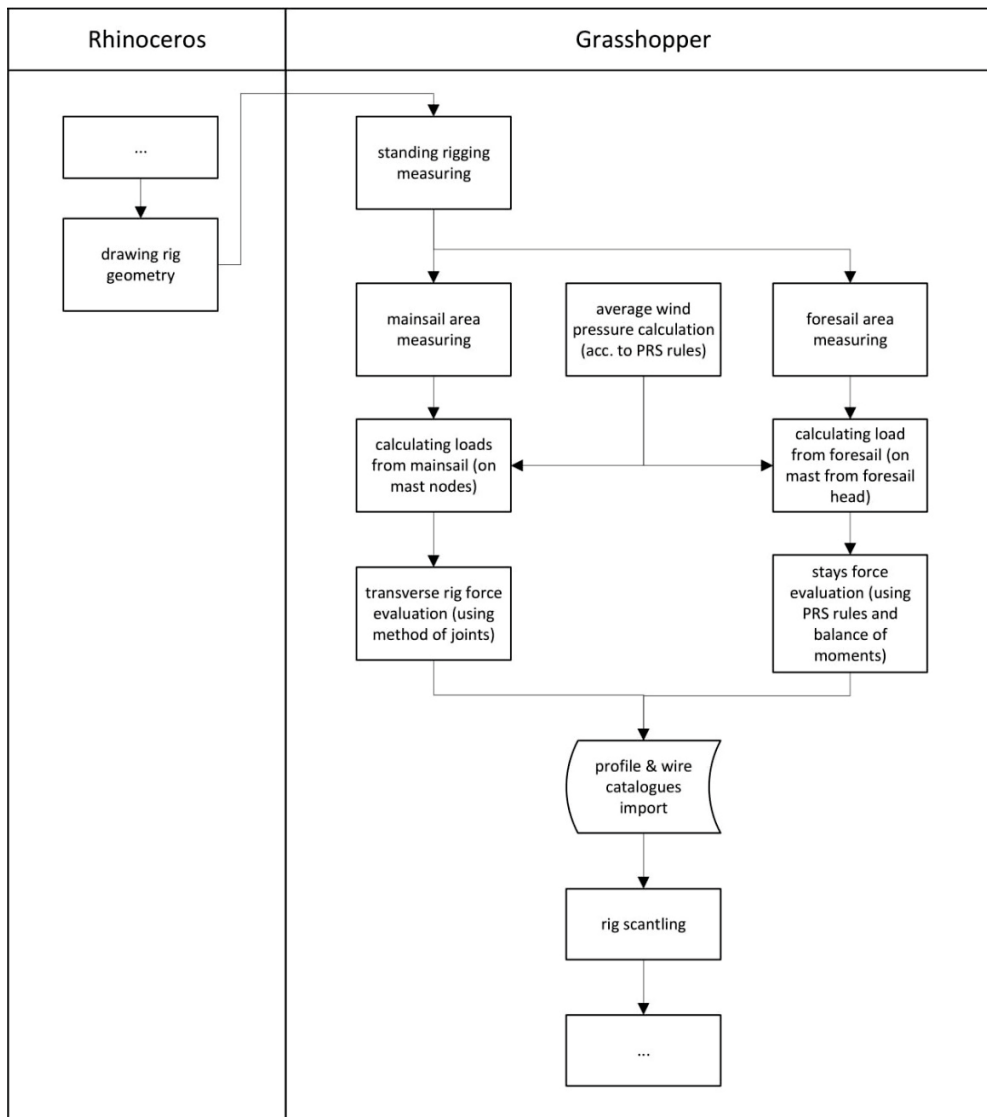 Rhinoceros
Grasshopper
...
drawing rig
geometry
standing rigging
measuring
mainsail area
measuring
average wind
pressure calculation
(acc. to PRS rules)
foresail area
measuring
calculating loads
from mainsail (on
mast nodes)
calculating load
from foresail (on
mast from foresail
head)
transverse rig force
evaluation (using
method of joints)
stays force
evaluation (using
PRS rules and
balance of
moments)
profile & wire
catalogues
import
rig scantling
...